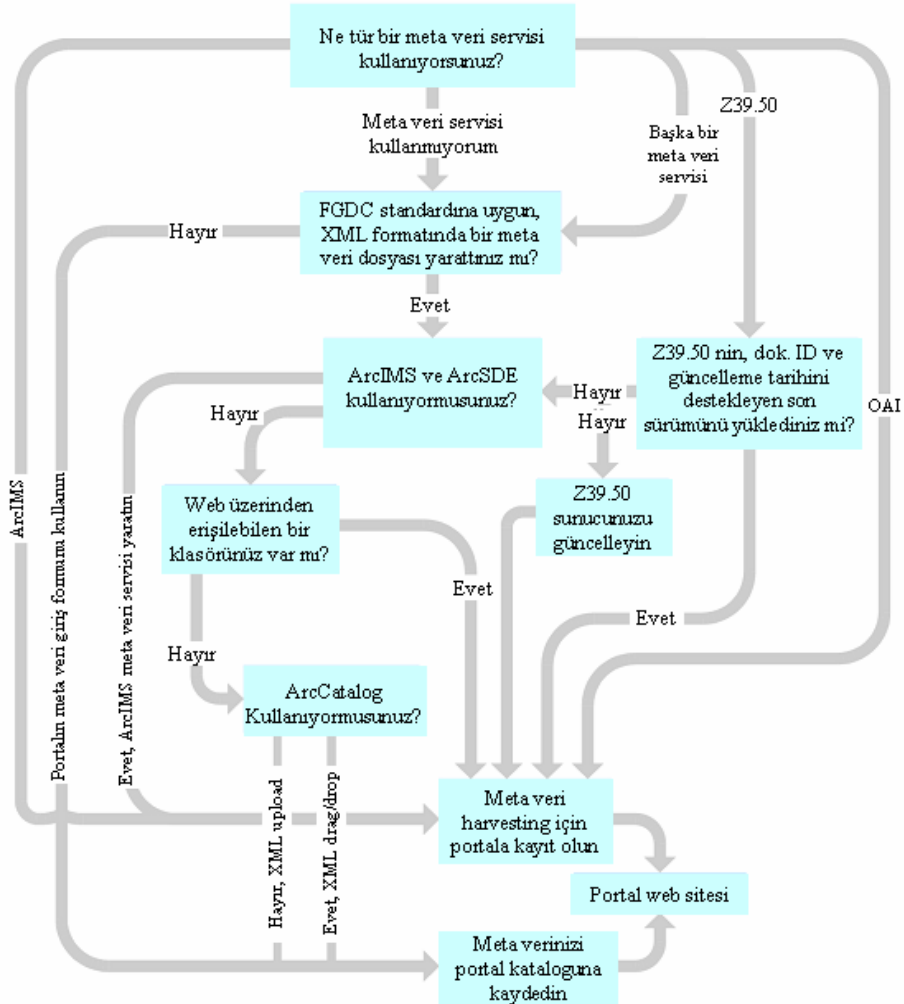 Ne tür bir meta veri servisi
kullanıyorsunuz?
Z39.50
Meta veri servisi
kullanmıyorum
Başka bir
meta veri
servisi
FGDC standardına uygun,
XML formatında bir meta
veri dosyası yarattınız mı?
Hayır
Evet
ArcIMS ve ArcSDE
kullanıyormusunuz?
Z39.50 nin, dok. ID ve
güncelleme tarihini
destekleyen son
sürümünü yüklediniz mi?
Hayır
Hayır
OAI
Hayır
ArcIMS
Portalın meta veri giriş formunu kullanın
Evet, ArcIMS meta veri servisi yaratın
Web üzerinden
erişilebilen bir
klasörünüz var mı?
Z39.50
sunucunuzu
güncelleyin
Evet
Evet
Hayır
ArcCatalog
Kullanıyormusunuz?
Hayır, XML upload
Evet, XML drag/drop
Meta veri
harvesting için
portala kayıt olun
Portal web sitesi
Meta verinizi
portal kataloguna
kaydedin